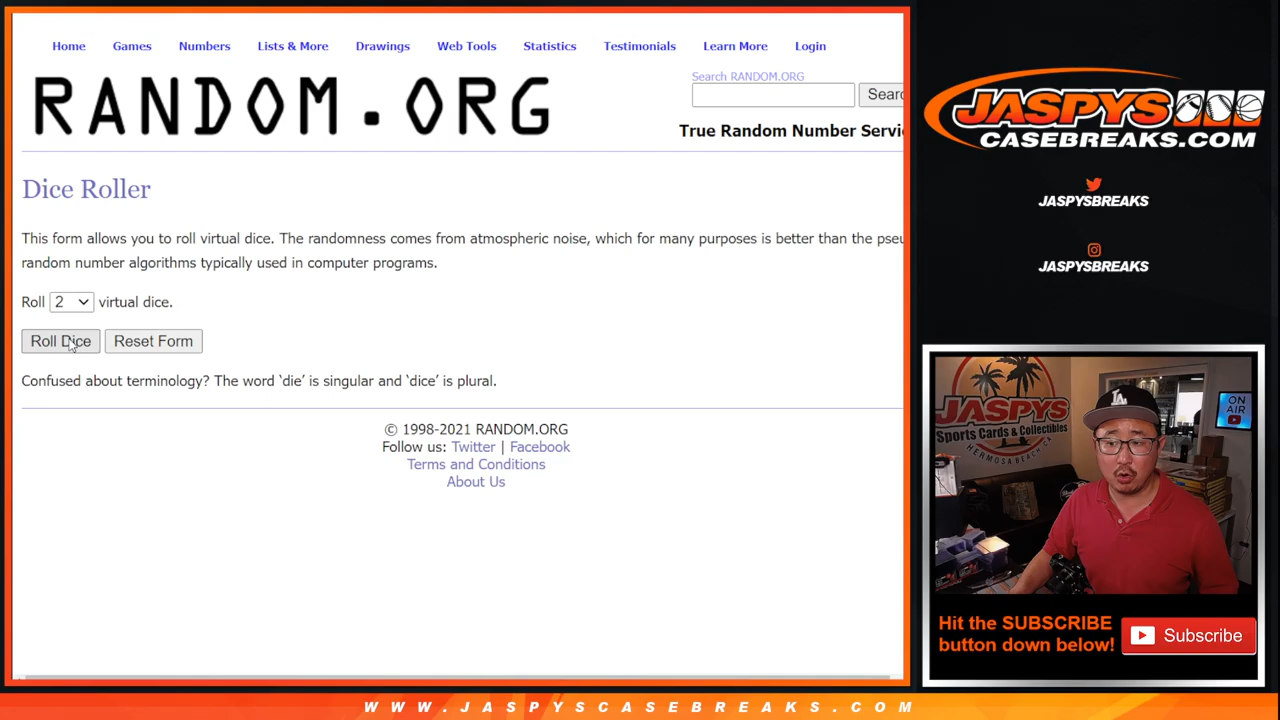 Home Games Numbers Lists & More Drawings Web Tools Statistics Testimonials Learn More Login
RANDOM.ORG
Search RANDOM.ORG
Searc
True Random Number Servi
Dice Roller
This form allows you to roll virtual dice. The randomness comes from atmospheric noise, which for many purposes is better than the pseu
random number algorithms typically used in computer programs.
Roll 2 virtual dice.
Roll Dice Reset Form
Confused about terminology? The word ‘die’ is singular and ‘dice’ is plural.
© 1998-2021 RANDOM.ORG
Follow us: Twitter | Facebook
Terms and Conditions
About Us
JASPYS
CASEBREAKS.COM
JASPYSBREAKS
JASPYSBREAKS
JASPYS
Sports Cards & Collectibles
HERMOSA BEACH, CA
ON
AIR
LA
Hit the SUBSCRIBE
button down below!
Subscribe
WWW.JASPYSCASEBREAKS.COM